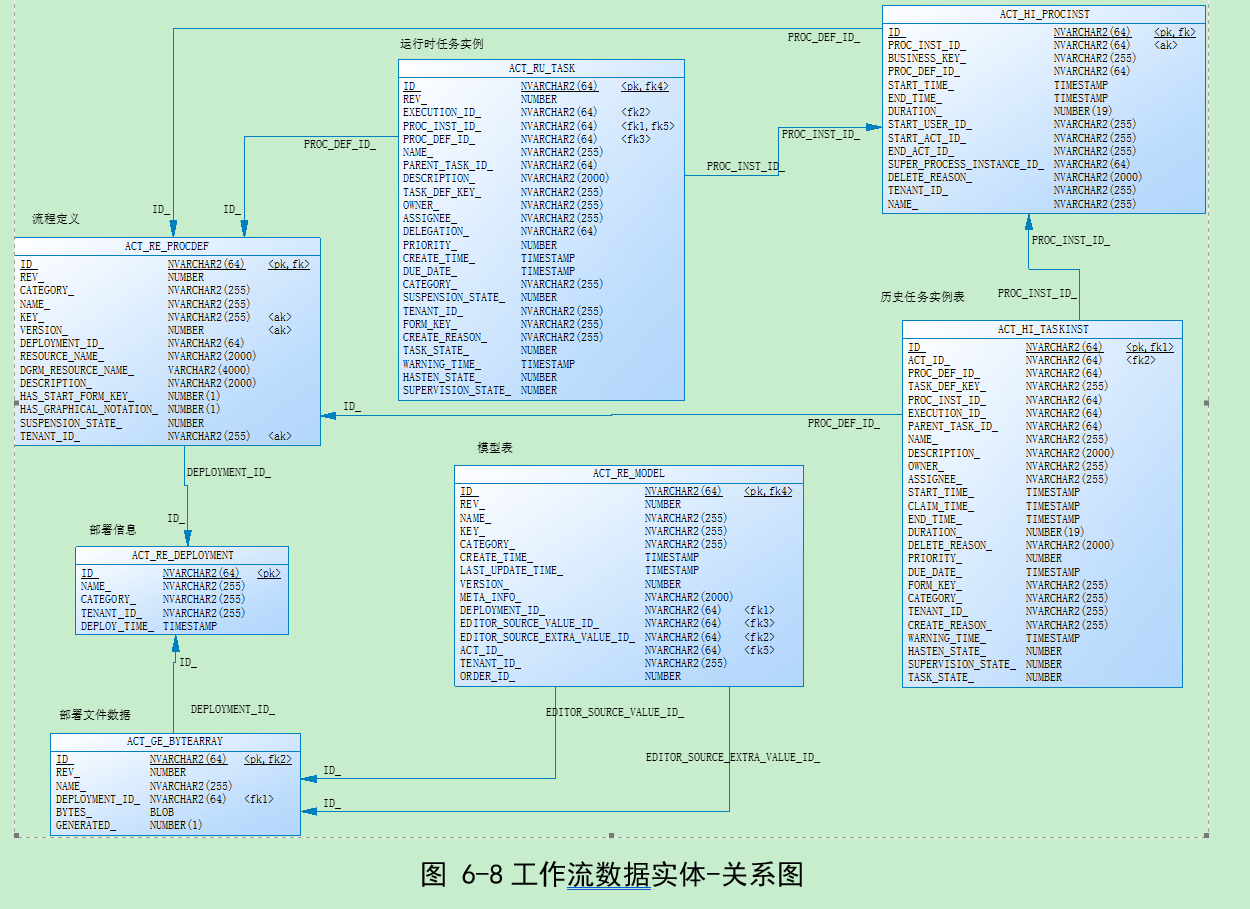 ACT_HI_PROCINST
ID_ NVARCHAR2(64) <pk,fk>
PROC_INST_ID_ NVARCHAR2(64) <ak>
BUSINESS_KEY_ NVARCHAR2(255)
PROC_DEF_ID_ NVARCHAR2(64)
START_TIME_ TIMESTAMP
END_TIME_ TIMESTAMP
DURATION_ NUMBER(19)
START_USER_ID_ NVARCHAR2(255)
START_ACT_ID_ NVARCHAR2(255)
END_ACT_ID_ NVARCHAR2(255)
SUPER_PROCESS_INSTANCE_ID_ NVARCHAR2(64)
DELETE_REASON_ NVARCHAR2(2000)
TENANT_ID_ NVARCHAR2(255)
NAME_ NVARCHAR2(255)
PROC_DEF_ID_
运行时任务实例
ACT_RU_TASK
ID_ NVARCHAR2(64) <pk,fk4>
REV_ NUMBER
EXECUTION_ID_ NVARCHAR2(64) <fk2>
PROC_INST_ID_ NVARCHAR2(64) <fk1,fk5>
PROC_DEF_ID_ NVARCHAR2(64) <fk3>
NAME_ NVARCHAR2(255)
PARENT_TASK_ID_ NVARCHAR2(64)
DESCRIPTION_ NVARCHAR2(2000)
TASK_DEF_KEY_ NVARCHAR2(255)
OWNER_ NVARCHAR2(255)
ASSIGNEE_ NVARCHAR2(255)
DELEGATION_ NVARCHAR2(64)
PRIORITY_ NUMBER
CREATE_TIME_ TIMESTAMP
DUE_DATE_ TIMESTAMP
CATEGORY_ NVARCHAR2(255)
SUSPENSION_STATE_ NUMBER
TENANT_ID_ NVARCHAR2(255)
FORM_KEY_ NVARCHAR2(255)
CREATE_REASON_ NVARCHAR2(255)
TASK_STATE_ NUMBER
WARNING_TIME_ TIMESTAMP
HASTEN_STATE_ NUMBER
SUPERVISION_STATE_ NUMBER
PROC_INST_ID_
PROC_INST_ID_
PROC_DEF_ID_
ID_
ID_
流程定义
ACT_RE_PROCDEF
ID_ NVARCHAR2(64) <pk,fk>
REV_ NUMBER
CATEGORY_ NVARCHAR2(255)
NAME_ NVARCHAR2(255)
KEY_ NVARCHAR2(255) <ak>
VERSION_ NUMBER <ak>
DEPLOYMENT_ID_ NVARCHAR2(64)
RESOURCE_NAME_ NVARCHAR2(2000)
DGRM_RESOURCE_NAME_ VARCHAR2(4000)
DESCRIPTION_ NVARCHAR2(2000)
HAS_START_FORM_KEY_ NUMBER(1)
HAS_GRAPHICAL_NOTATION_ NUMBER(1)
SUSPENSION_STATE_ NUMBER
TENANT_ID_ NVARCHAR2(255) <ak>
PROC_INST_ID_
PROC_INST_ID_
历史任务实例表
ACT_HI_TASKINST
ID_ NVARCHAR2(64) <pk,fk1>
ACT_ID_ NVARCHAR2(64) <fk2>
PROC_DEF_ID_ NVARCHAR2(64)
TASK_DEF_KEY_ NVARCHAR2(255)
PROC_INST_ID_ NVARCHAR2(64)
EXECUTION_ID_ NVARCHAR2(64)
PARENT_TASK_ID_ NVARCHAR2(64)
NAME_ NVARCHAR2(255)
DESCRIPTION_ NVARCHAR2(2000)
OWNER_ NVARCHAR2(255)
ASSIGNEE_ NVARCHAR2(255)
START_TIME_ TIMESTAMP
CLAIM_TIME_ TIMESTAMP
END_TIME_ TIMESTAMP
DURATION_ NUMBER(19)
DELETE_REASON_ NVARCHAR2(2000)
PRIORITY_ NUMBER
DUE_DATE_ TIMESTAMP
FORM_KEY_ NVARCHAR2(255)
CATEGORY_ NVARCHAR2(255)
TENANT_ID_ NVARCHAR2(255)
CREATE_REASON_ NVARCHAR2(255)
WARNING_TIME_ TIMESTAMP
HASTEN_STATE_ NUMBER
SUPERVISION_STATE_ NUMBER
TASK_STATE_ NUMBER
ID_
PROC_DEF_ID_
模型表
ACT_RE_MODEL
ID_ NVARCHAR2(64) <pk,fk4>
REV_ NUMBER
NAME_ NVARCHAR2(255)
KEY_ NVARCHAR2(255)
CATEGORY_ NVARCHAR2(255)
CREATE_TIME_ TIMESTAMP
LAST_UPDATE_TIME_ TIMESTAMP
VERSION_ NUMBER
META_INFO_ NVARCHAR2(2000)
DEPLOYMENT_ID_ NVARCHAR2(64) <fk1>
EDITOR_SOURCE_VALUE_ID_ NVARCHAR2(64) <fk3>
EDITOR_SOURCE_EXTRA_VALUE_ID_ NVARCHAR2(64) <fk2>
ACT_ID_ NVARCHAR2(64) <fk5>
TENANT_ID_ NVARCHAR2(255)
ORDER_ID_ NUMBER
DEPLOYMENT_ID_
ID_
部署信息
ACT_RE_DEPLOYMENT
ID_ NVARCHAR2(64) <pk>
NAME_ NVARCHAR2(255)
CATEGORY_ NVARCHAR2(255)
TENANT_ID_ NVARCHAR2(255)
DEPLOY_TIME_ TIMESTAMP
ID_
DEPLOYMENT_ID_
部署文件数据
ACT_GE_BYTEARRAY
ID_ NVARCHAR2(64) <pk,fk2>
REV_ NUMBER
NAME_ NVARCHAR2(255)
DEPLOYMENT_ID_ NVARCHAR2(64) <fk1>
BYTES_ BLOB
GENERATED_ NUMBER(1)
EDITOR_SOURCE_VALUE_ID_
EDITOR_SOURCE_EXTRA_VALUE_ID_
ID_
ID_
图 6-8 工作流数据实体-关系图